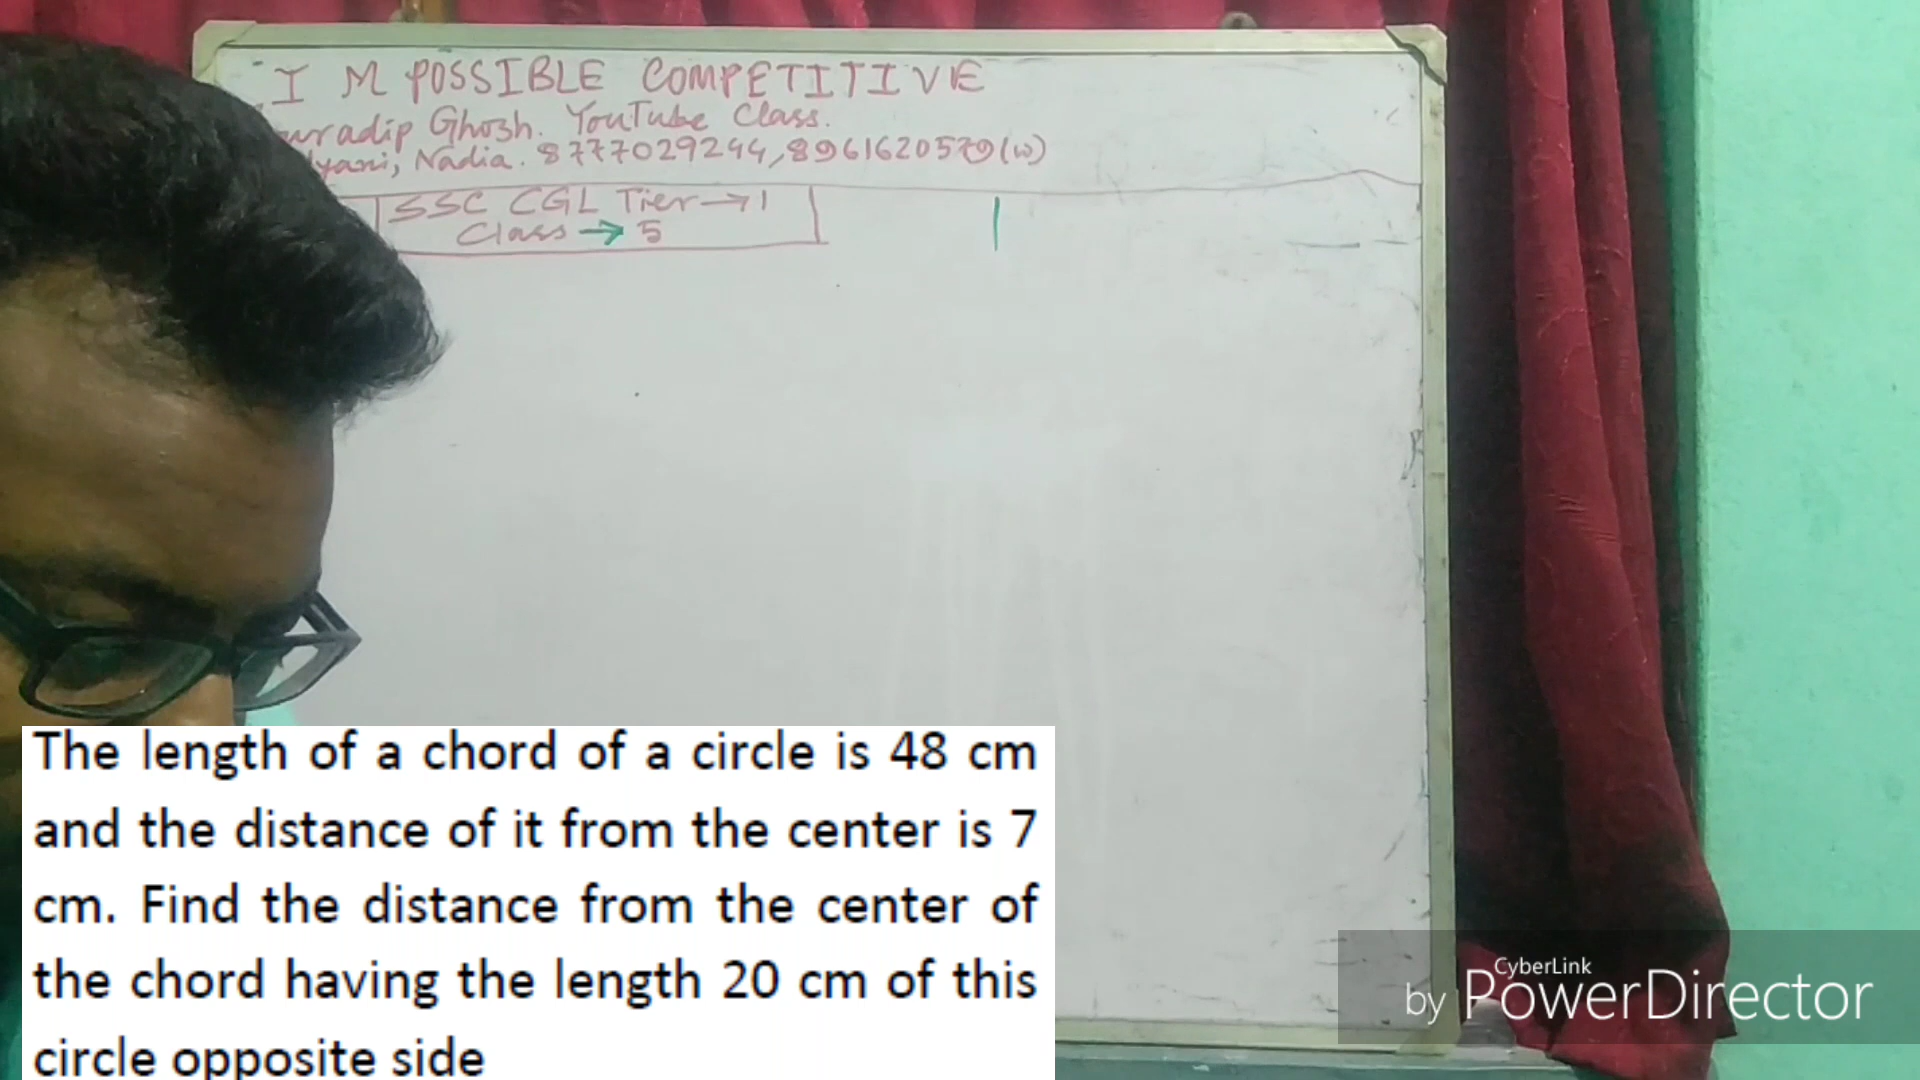 I M POSSIBLE COMPETITIVE
Ghosh. YouTube Class.
Nadia. 8777029244, 8961620579(W)
SSC CGL Tier→1
Class→5
The length of a chord of a circle is 48 cm
and the distance of it from the center is 7
cm. Find the distance from the center of
the chord having the length 20 cm of this
circle opposite side
CyberLink
by PowerDirector